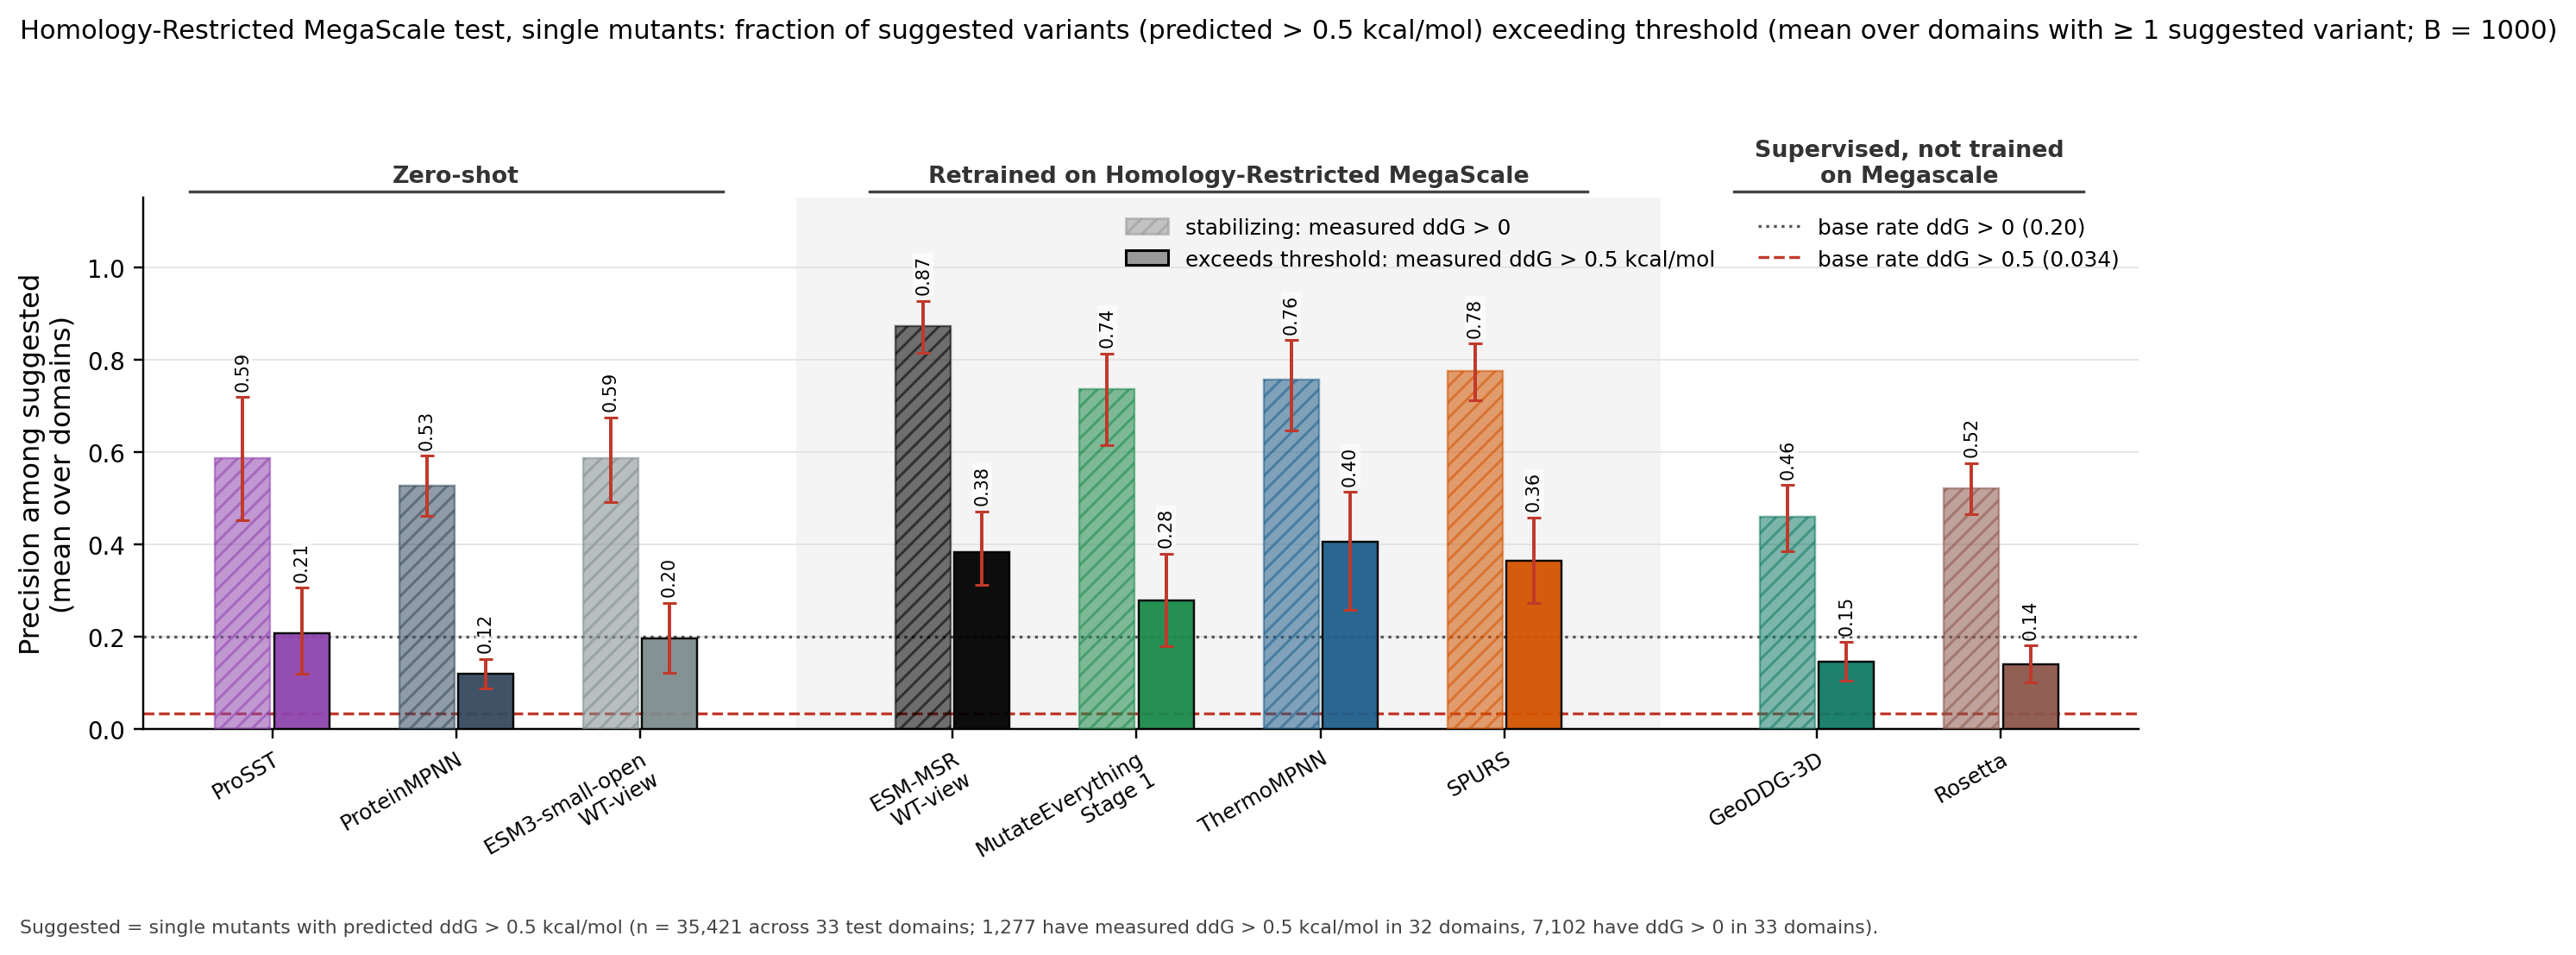 Homology-Restricted MegaScale test, single mutants: fraction of suggested variants (predicted > 0.5 kcal/mol) exceeding threshold (mean over domains with ≥ 1 suggested variant; B = 1000)
Zero-shot
Retrained on Homology-Restricted MegaScale
Supervised, not trained
on Megascale
stabilizing: measured ddG > 0
exceeds threshold: measured ddG > 0.5 kcal/mol
base rate ddG > 0 (0.20)
base rate ddG > 0.5 (0.034)
Precision among suggested
(mean over domains)
1.0
0.8
0.6
0.4
0.2
0.0
0.59
0.21
0.53
0.12
0.59
0.20
0.87
0.38
0.74
0.28
0.76
0.40
0.78
0.36
0.46
0.15
0.52
0.14
ProSST
ProteinMPNN
ESM3-small-open
WT-view
ESM-MSR
WT-view
MutateEverything
Stage 1
ThermoMPNN
SPURS
GeoDDG-3D
Rosetta
Suggested = single mutants with predicted ddG > 0.5 kcal/mol (n = 35,421 across 33 test domains; 1,277 have measured ddG > 0.5 kcal/mol in 32 domains, 7,102 have ddG > 0 in 33 domains).